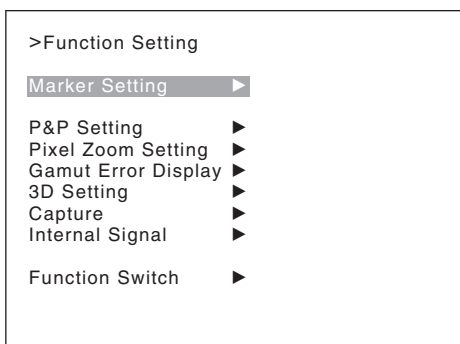 >Function Setting
Marker Setting ▶
P&P Setting ▶
Pixel Zoom Setting ▶
Gamut Error Display ▶
3D Setting ▶
Capture ▶
Internal Signal ▶
Function Switch ▶